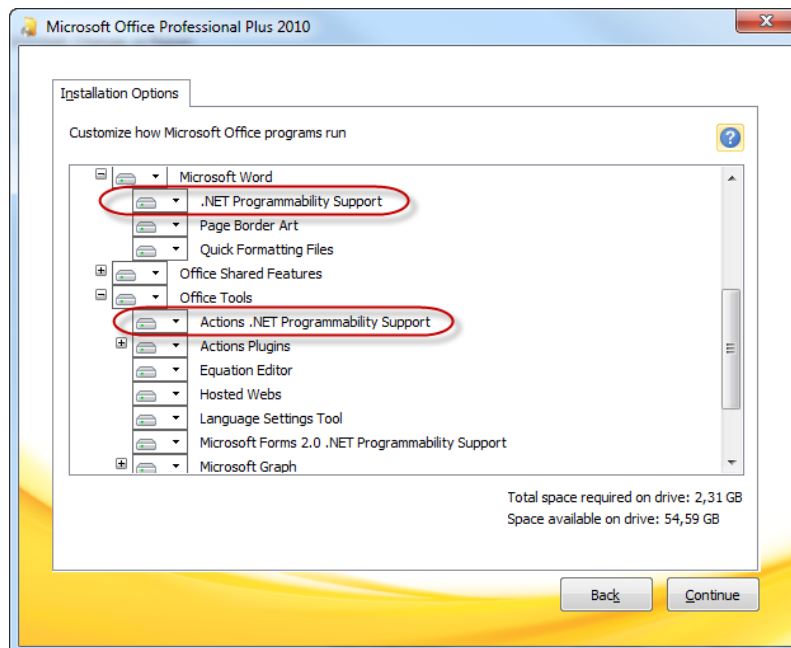 Microsoft Office Professional Plus 2010
Installation Options
Customize how Microsoft Office programs run
Microsoft Word
.NET Programmability Support
Page Border Art
Quick Formatting Files
Office Shared Features
Office Tools
Actions .NET Programmability Support
Actions Plugins
Equation Editor
Hosted Webs
Language Settings Tool
Microsoft Forms 2.0 .NET Programmability Support
Microsoft Graph
Total space required on drive: 2,31 GB
Space available on drive: 54,59 GB
Back
Continue